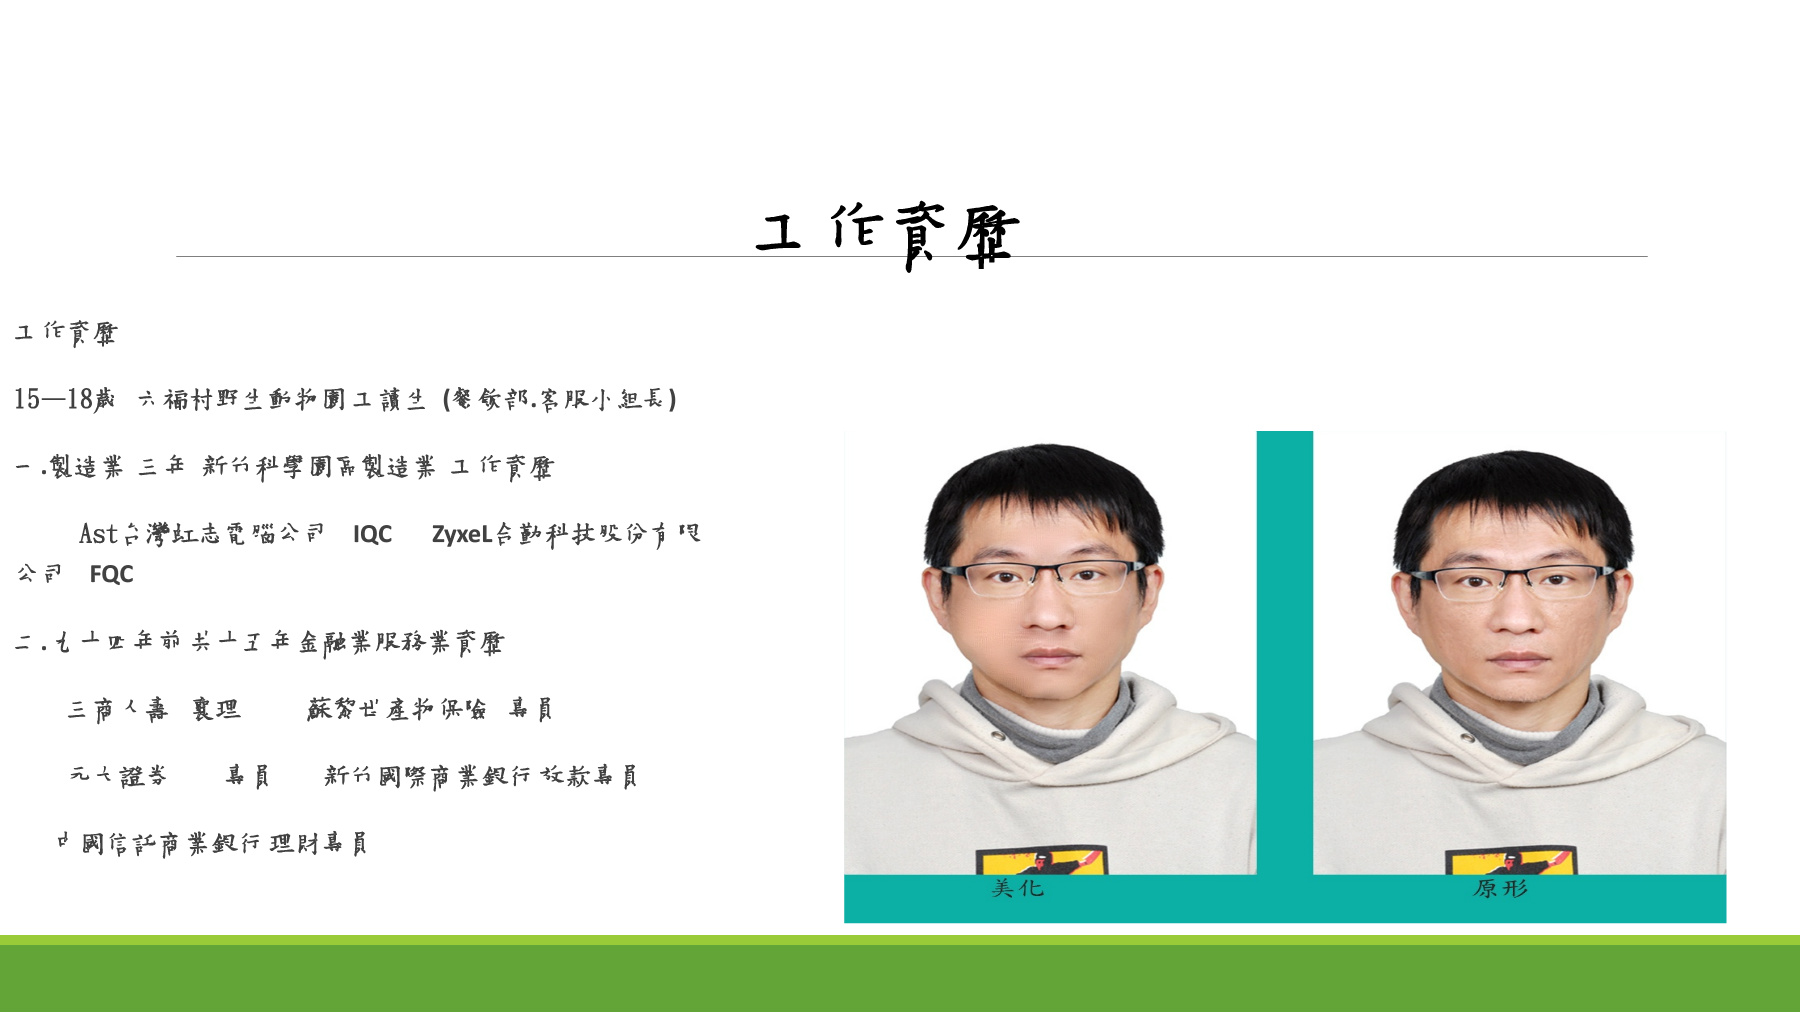 工作資歷
工作資歷
15—18歲 六福村野生動物園工讀生 (餐飲部.客服小組長)
一.製造業 三年 新竹科學園區製造業 工作資歷
Ast台灣虹志電腦公司 IQC ZyxeL合勤科技股份有限
公司 FQC
二.九十四年前 共十五年金融業服務業資歷
三商人壽 襄理 蘇黎世產物保險 專員
元大證券 專員 新竹國際商業銀行放款專員
中國信託商業銀行理財專員
美化
原形